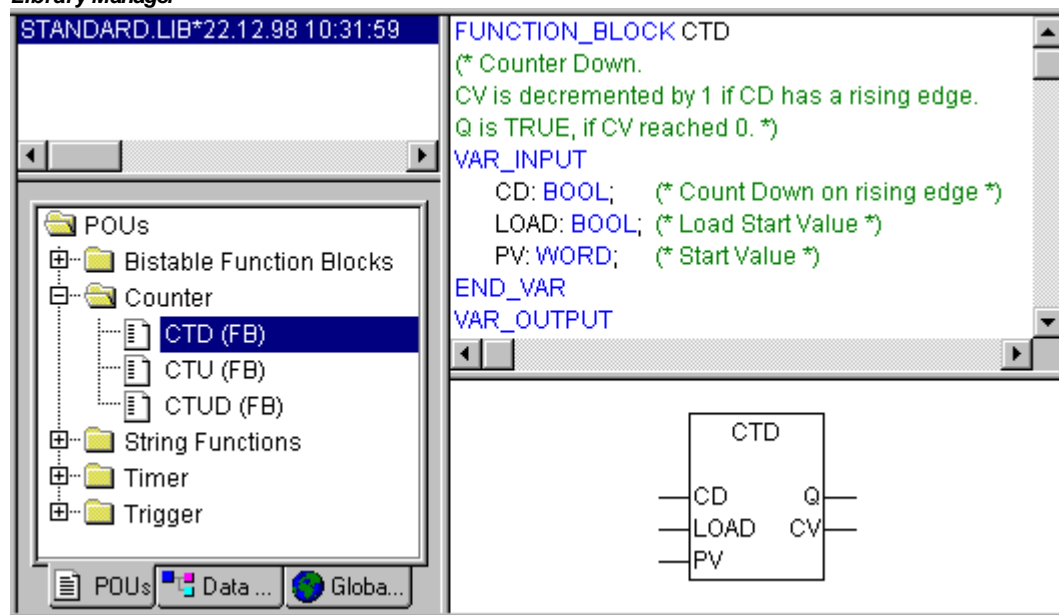 Library Manager
STANDARD.LIB*22.12.98 10:31:59
POUs
Bistable Function Blocks
Counter
CTD (FB)
CTU (FB)
CTUD (FB)
String Functions
Timer
Trigger
POUs Data ... Globa...
FUNCTION_BLOCK CTD
(* Counter Down.
CV is decremented by 1 if CD has a rising edge.
Q is TRUE, if CV reached 0. *)
VAR_INPUT
CD: BOOL; (* Count Down on rising edge *)
LOAD: BOOL; (* Load Start Value *)
PV: WORD; (* Start Value *)
END_VAR
VAR_OUTPUT
CTD
CD Q
LOAD CV
PV